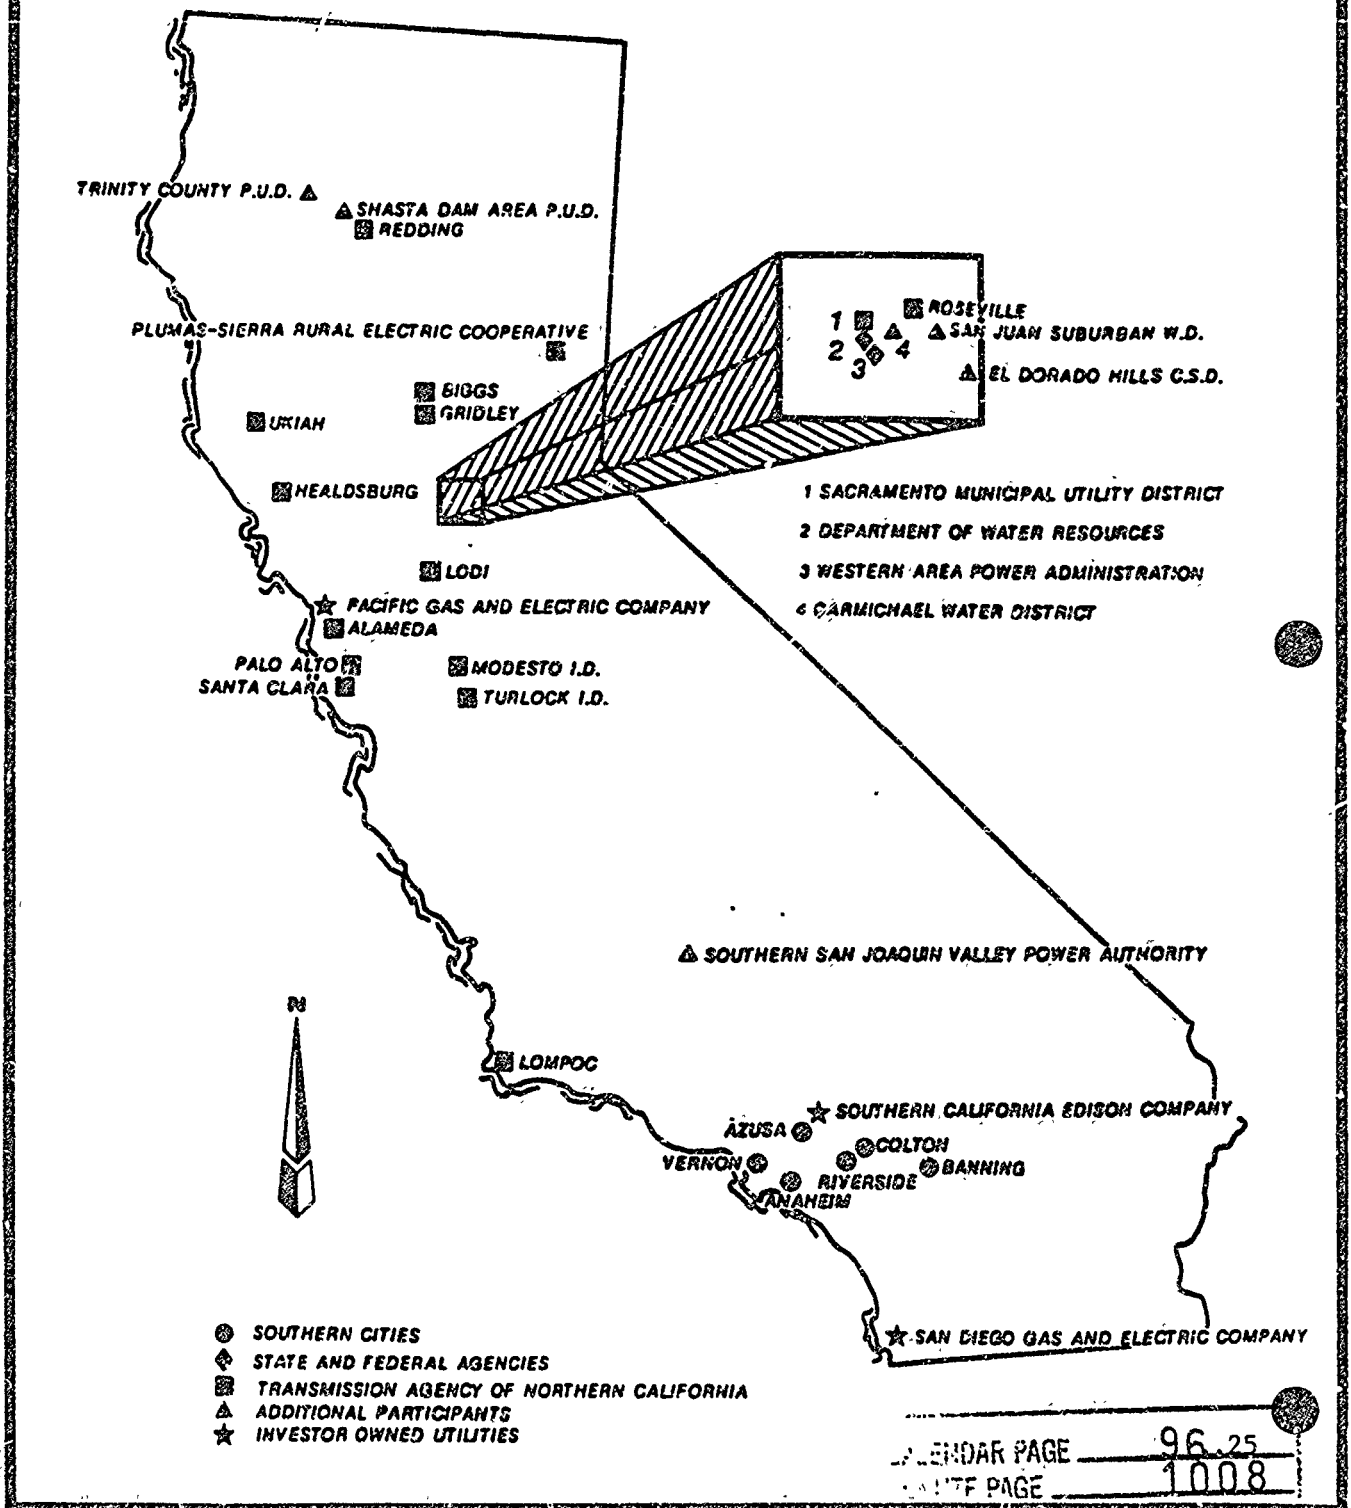 TRINITY COUNTY P.U.D.
SHASTA DAM AREA P.U.D.
REDDING
PLUMAS-SIERRA RURAL ELECTRIC COOPERATIVE
ROSEVILLE
1
SAN JUAN SUBURBAN W.D.
2
4
3
EL DORADO HILLS C.S.D.
BIGGS
GRIDLEY
UKIAH
HEALDSBURG
1 SACRAMENTO MUNICIPAL UTILITY DISTRICT
2 DEPARTMENT OF WATER RESOURCES
3 WESTERN AREA POWER ADMINISTRATION
4 CARMICHAEL WATER DISTRICT
LODI
PACIFIC GAS AND ELECTRIC COMPANY
ALAMEDA
PALO ALTO
MODESTO I.D.
SANTA CLARA
TURLOCK I.D.
SOUTHERN SAN JOAQUIN VALLEY POWER AUTHORITY
N
LOMPOC
SOUTHERN CALIFORNIA EDISON COMPANY
AZUSA
COLTON
VERNON
BANNING
RIVERSIDE
ANAHEIM
SAN DIEGO GAS AND ELECTRIC COMPANY
SOUTHERN CITIES
STATE AND FEDERAL AGENCIES
TRANSMISSION AGENCY OF NORTHERN CALIFORNIA
ADDITIONAL PARTICIPANTS
INVESTOR OWNED UTILITIES
PAGE 96.25
PAGE 1008